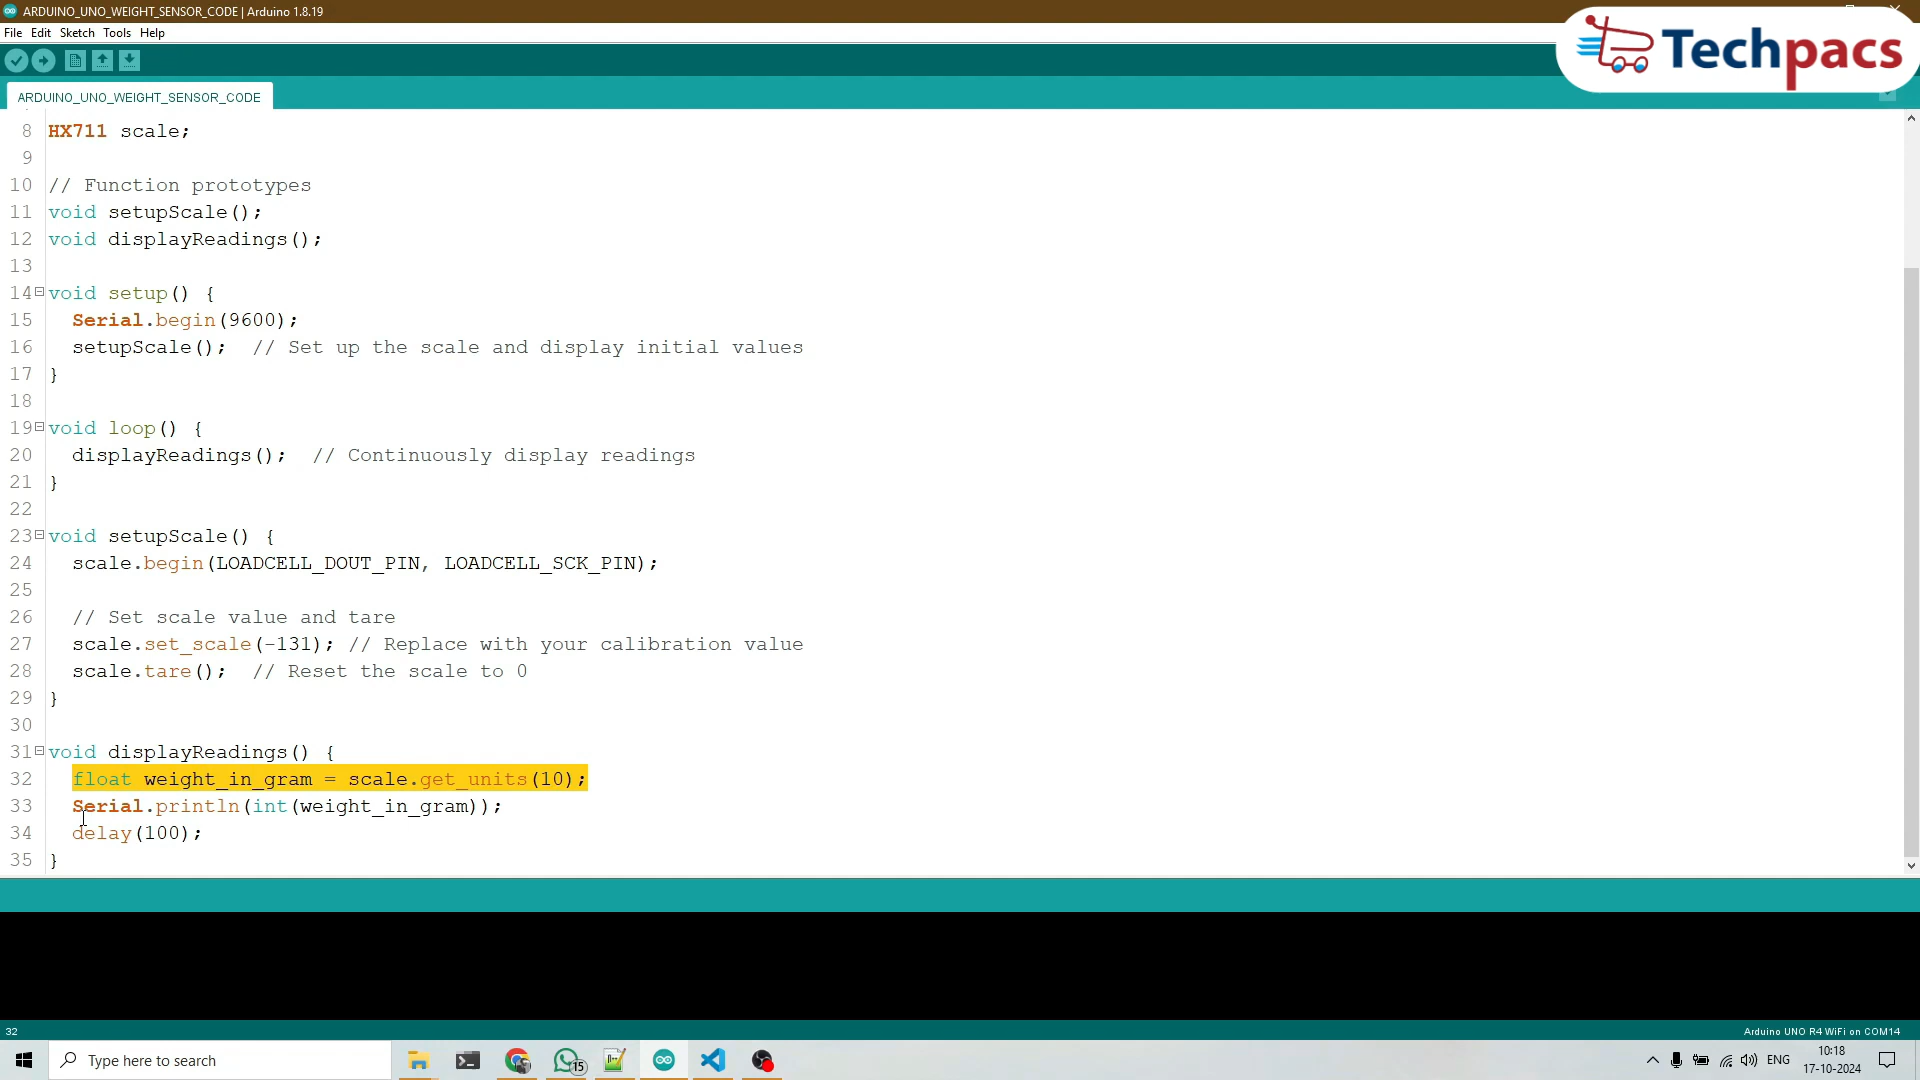 ARDUINO_UNO_WEIGHT_SENSOR_CODE | Arduino 1.8.19
File Edit Sketch Tools Help
Techpacs
ARDUINO_UNO_WEIGHT_SENSOR_CODE
8 HX711 scale;
9
10 // Function prototypes
11 void setupScale();
12 void displayReadings();
13
14 void setup() {
15 Serial.begin(9600);
16 setupScale(); // Set up the scale and display initial values
17 }
18
19 void loop() {
20 displayReadings(); // Continuously display readings
21 }
22
23 void setupScale() {
24 scale.begin(LOADCELL_DOUT_PIN, LOADCELL_SCK_PIN);
25
26 // Set scale value and tare
27 scale.set_scale(-131); // Replace with your calibration value
28 scale.tare(); // Reset the scale to 0
29 }
30
31 void displayReadings() {
32 float weight_in_gram = scale.get_units(10);
33 Serial.println(int(weight_in_gram));
34 delay(100);
35 }
32
Arduino UNO R4 WiFi on COM14
Type here to search
15
ENG
10:18
17-10-2024